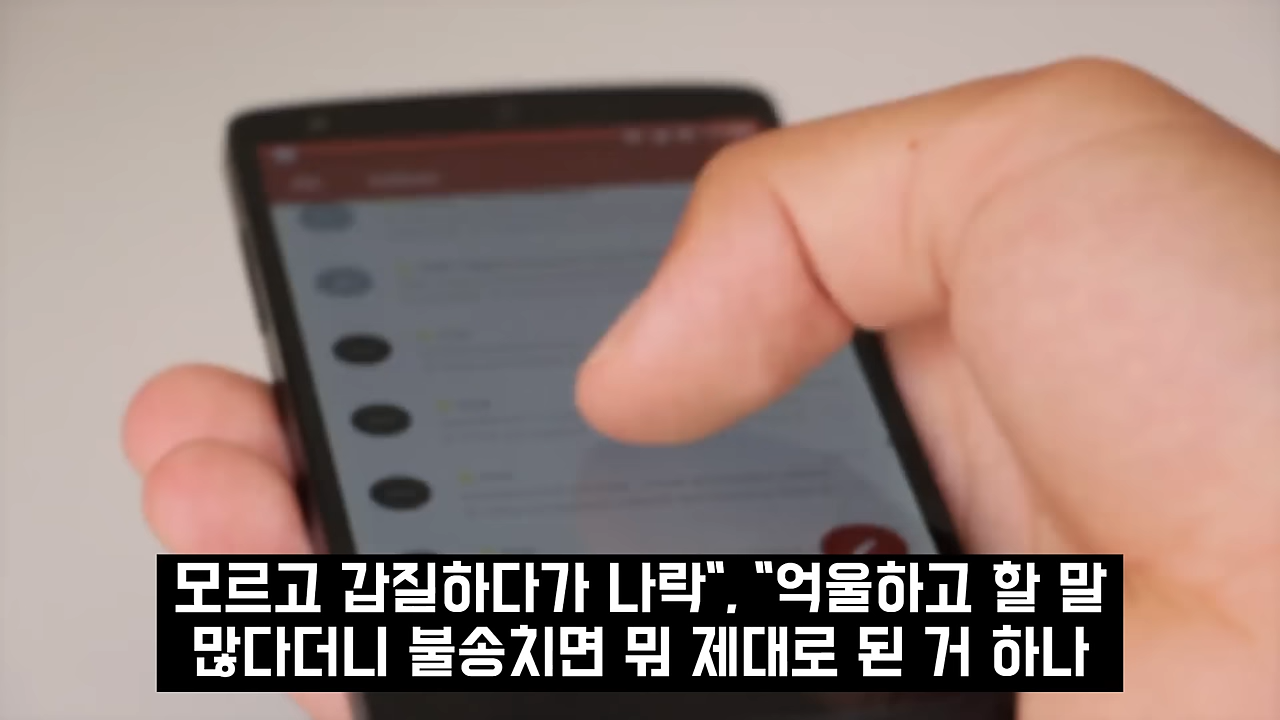 모르고 갑질하다가 나락", "억울하고 할 말
많다더니 불송치면 뭐 제대로 된 거 하나